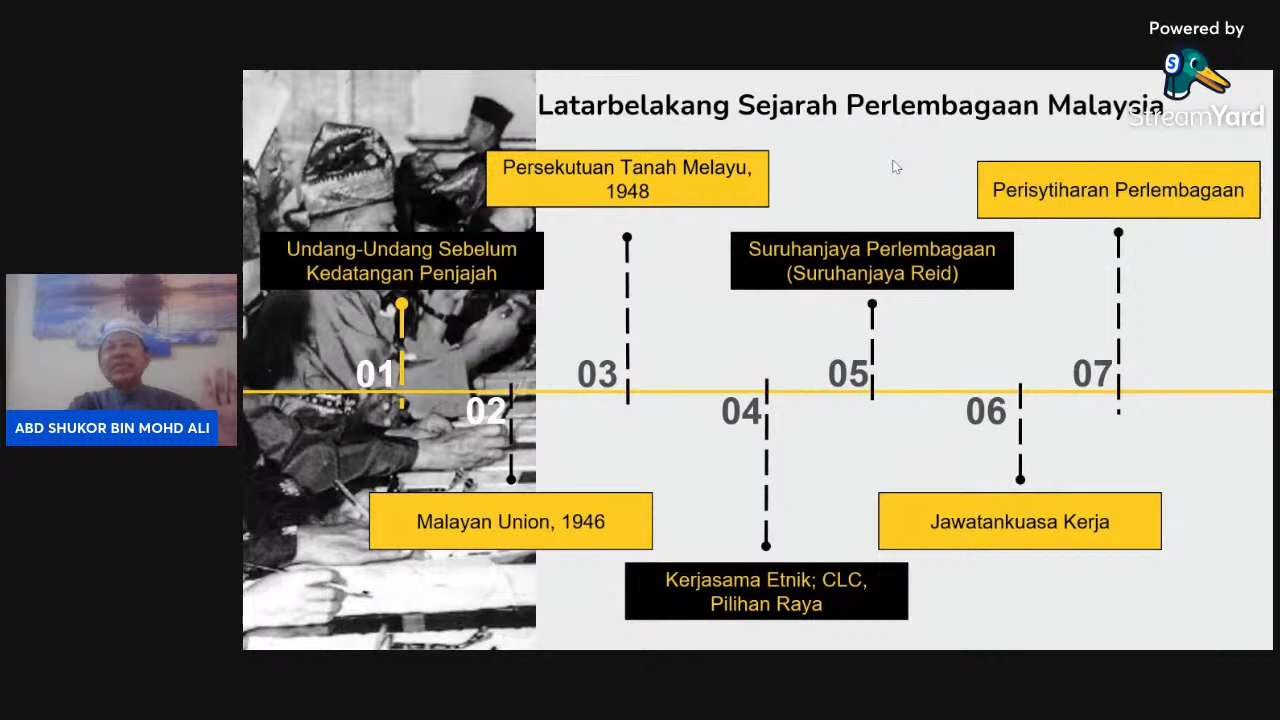 Powered by
StreamYard
Latarbelakang Sejarah Perlembagaan Malaysia
Persekutuan Tanah Melayu,
1948
Perisytiharan Perlembagaan
Undang-Undang Sebelum
Kedatangan Penjajah
Suruhanjaya Perlembagaan
(Suruhanjaya Reid)
01
03
05
07
02
04
06
ABD SHUKOR BIN MOHD ALI
Malayan Union, 1946
Jawatankuasa Kerja
Kerjasama Etnik; CLC,
Pilihan Raya